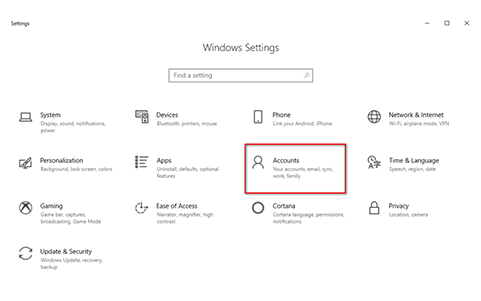 Settings
Windows Settings
Find a setting
System
Display, sound, notifications,
power
Devices
Bluetooth, printers, mouse
Phone
Link your Android, iPhone
Network & Internet
Wi-Fi, airplane mode, VPN
Personalization
Background, lock screen, colors
Apps
Uninstall, defaults, optional
features
Accounts
Your accounts, email, sync,
work, family
Time & Language
Speech, region, date
Gaming
Game bar, captures,
broadcasting, Game Mode
Ease of Access
Narrator, magnifier, high
contrast
Cortana
Cortana language, permissions,
notifications
Privacy
Location, camera
Update & Security
Windows Update, recovery,
backup